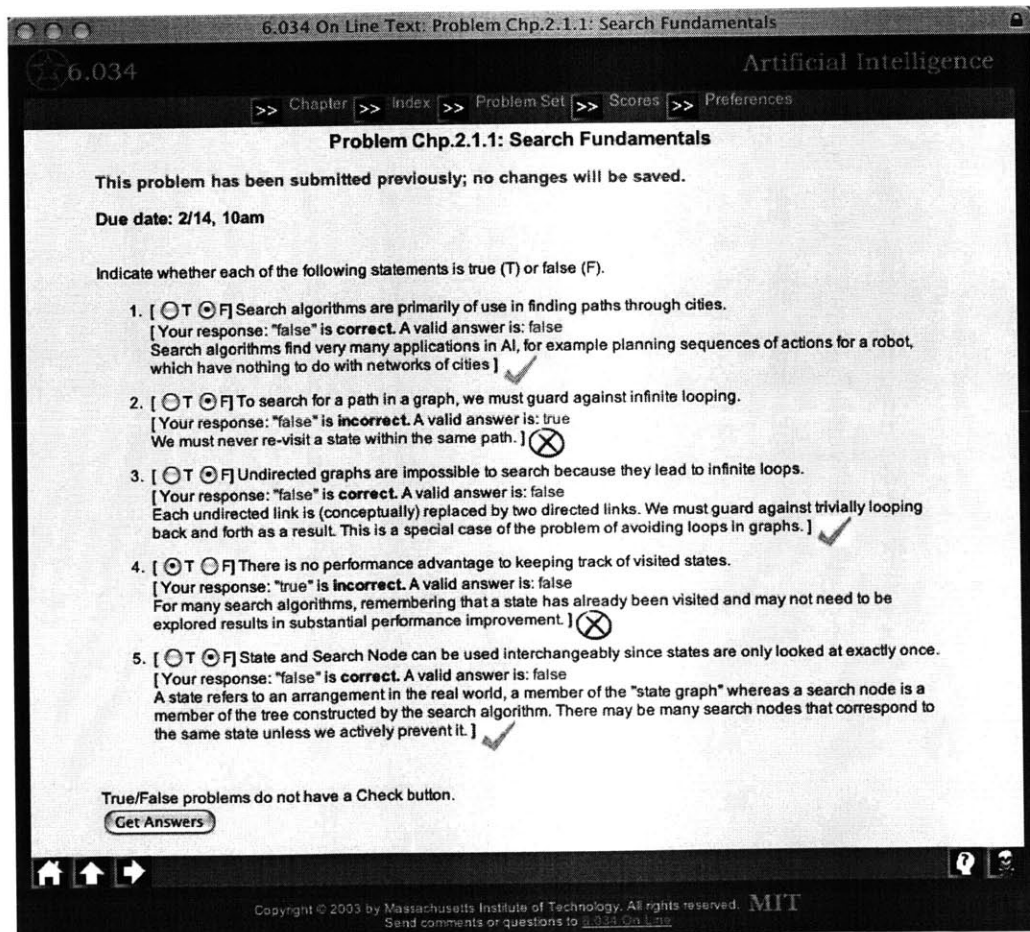 6.034 On Line Text: Problem Chp.2.1.1: Search Fundamentals
6.034
Artificial Intelligence
>> Chapter >> Index >> Problem Set >> Scores >> Preferences
Problem Chp.2.1.1: Search Fundamentals
This problem has been submitted previously; no changes will be saved.
Due date: 2/14, 10am
Indicate whether each of the following statements is true (T) or false (F).
1. [ T F] Search algorithms are primarily of use in finding paths through cities.
[ Your response: "false" is correct. A valid answer is: false
Search algorithms find very many applications in AI, for example planning sequences of actions for a robot,
which have nothing to do with networks of cities ]
2. [ T F] To search for a path in a graph, we must guard against infinite looping.
[ Your response: "false" is incorrect. A valid answer is: true
We must never re-visit a state within the same path. ]
3. [ T F] Undirected graphs are impossible to search because they lead to infinite loops.
[ Your response: "false" is correct. A valid answer is: false
Each undirected link is (conceptually) replaced by two directed links. We must guard against trivially looping
back and forth as a result. This is a special case of the problem of avoiding loops in graphs. ]
4. [ T F] There is no performance advantage to keeping track of visited states.
[ Your response: "true" is incorrect. A valid answer is: false
For many search algorithms, remembering that a state has already been visited and may not need to be
explored results in substantial performance improvement. ]
5. [ T F] State and Search Node can be used interchangeably since states are only looked at exactly once.
[ Your response: "false" is correct. A valid answer is: false
A state refers to an arrangement in the real world, a member of the "state graph" whereas a search node is a
member of the tree constructed by the search algorithm. There may be many search nodes that correspond to
the same state unless we actively prevent it. ]
True/False problems do not have a Check button.
Get Answers
?
Copyright © 2003 by Massachusetts Institute of Technology. All rights reserved. MIT
Send comments or questions to 6.034 On Line